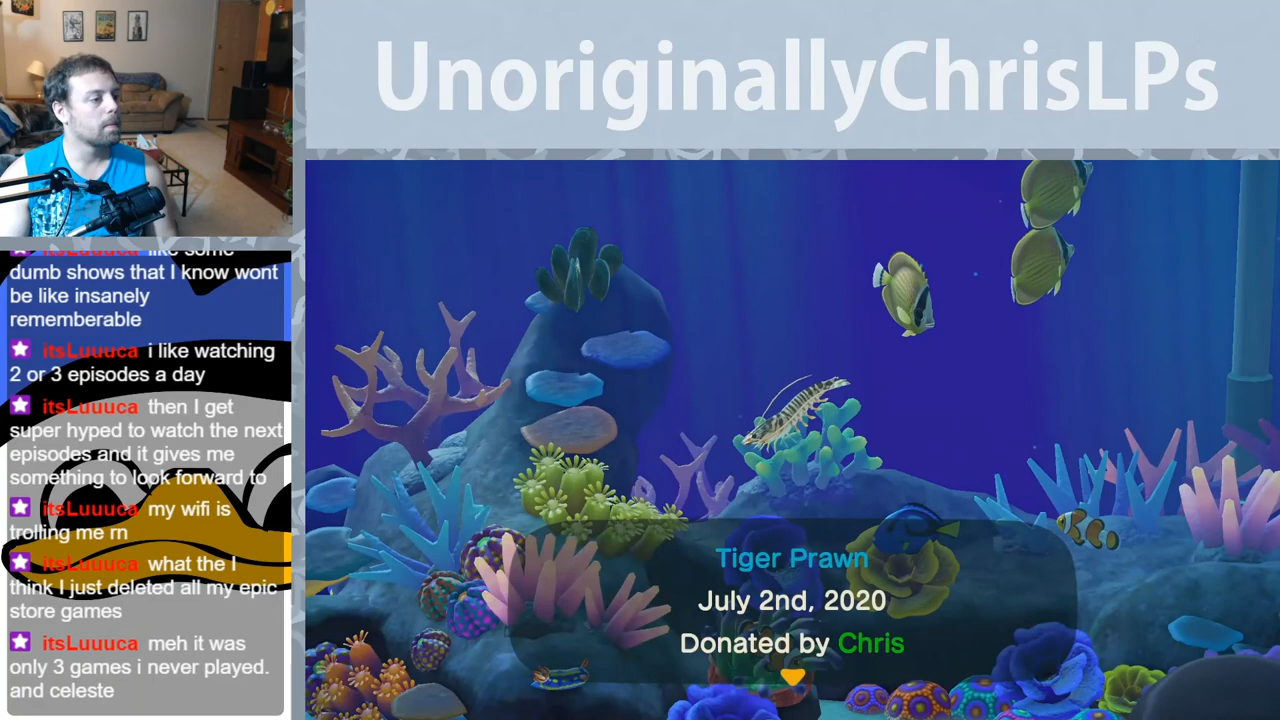 UnoriginallyChrisLPs
itsLuuuca like some
dumb shows that I know wont
be like insanely
rememberable
itsLuuuca i like watching
2 or 3 episodes a day
itsLuuuca then I get
super hyped to watch the next
episodes and it gives me
something to look forward to
itsLuuuca my wifi is
trolling me rn
itsLuuuca what the I
think I just deleted all my epic
store games
itsLuuuca meh it was
only 3 games i never played.
and celeste
Tiger Prawn
July 2nd, 2020
Donated by Chris